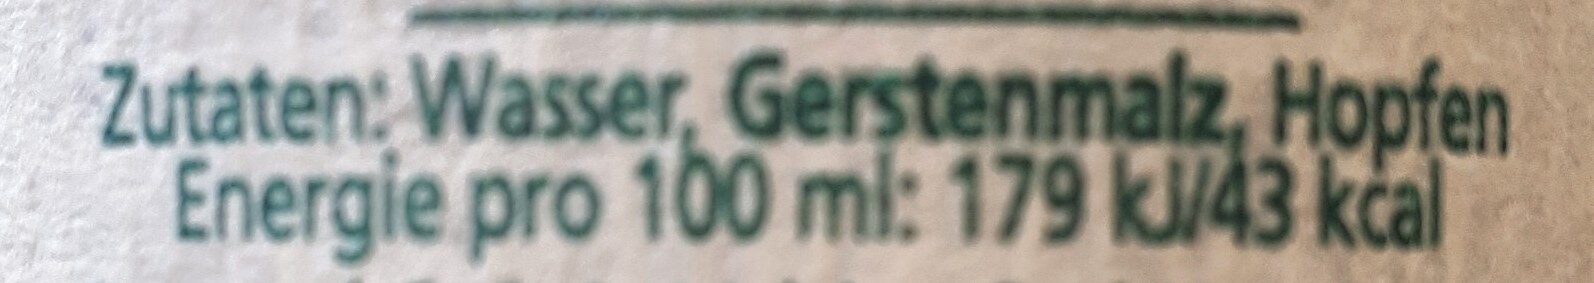 Zutaten: Wasser, Gerstenmalz, Hopfen
Energie pro 100 ml: 179 kJ/43 kcal